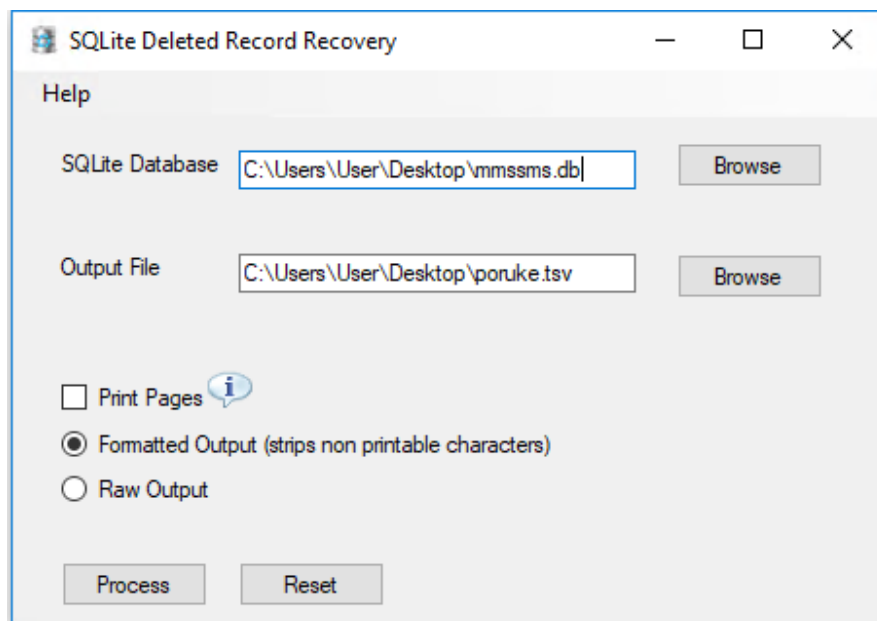 SQLite Deleted Record Recovery
Help
SQLite Database C:\Users\User\Desktop\mmssms.db Browse
Output File C:\Users\User\Desktop\poruke.tsv Browse
Print Pages
Formatted Output (strips non printable characters)
Raw Output
Process Reset